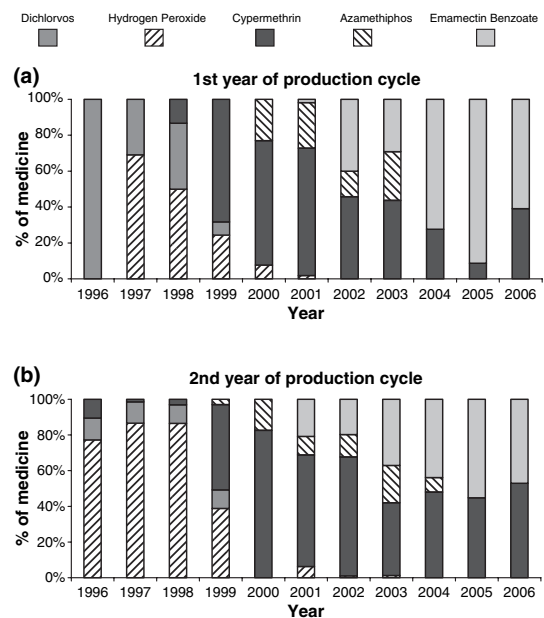 Dichlorvos Hydrogen Peroxide Cypermethrin Azamethiphos Emamectin Benzoate
(a) 1st year of production cycle
100%
80%
60%
40%
20%
0%
% of medicine
1996 1997 1998 1999 2000 2001 2002 2003 2004 2005 2006
Year
(b) 2nd year of production cycle
100%
80%
60%
40%
20%
0%
% of medicine
1996 1997 1998 1999 2000 2001 2002 2003 2004 2005 2006
Year